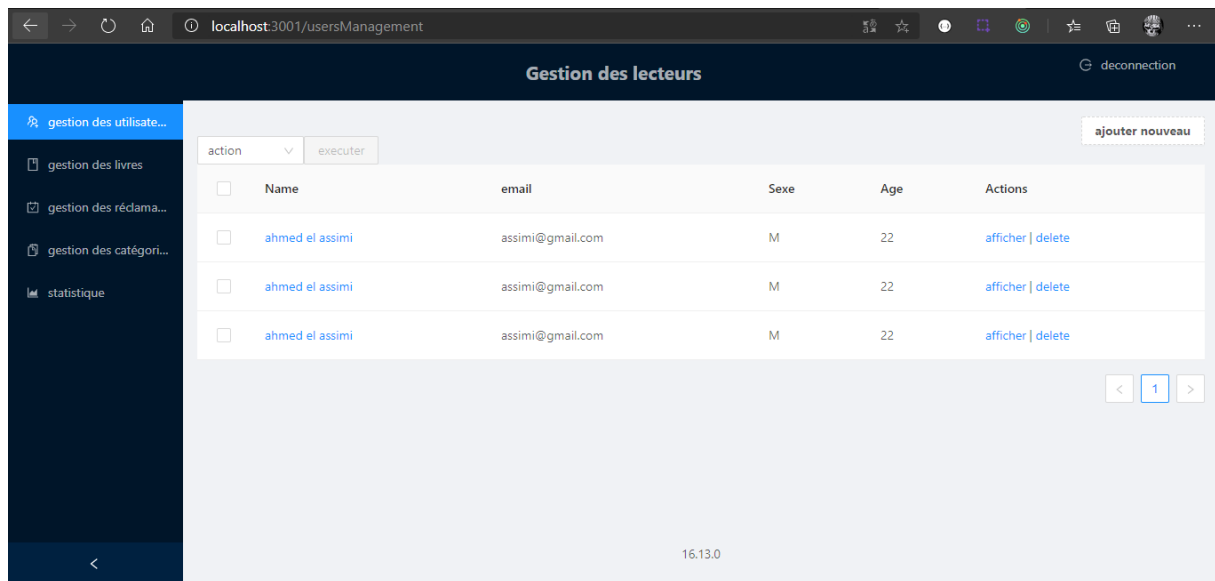 localhost:3001/usersManagement
Gestion des lecteurs
deconnection
gestion des utilisate...
gestion des livres
gestion des réclama...
gestion des catégori...
statistique
ajouter nouveau
action executer
Name email Sexe Age Actions
ahmed el assimi assimi@gmail.com M 22 afficher | delete
ahmed el assimi assimi@gmail.com M 22 afficher | delete
ahmed el assimi assimi@gmail.com M 22 afficher | delete
< 1 >
16.13.0